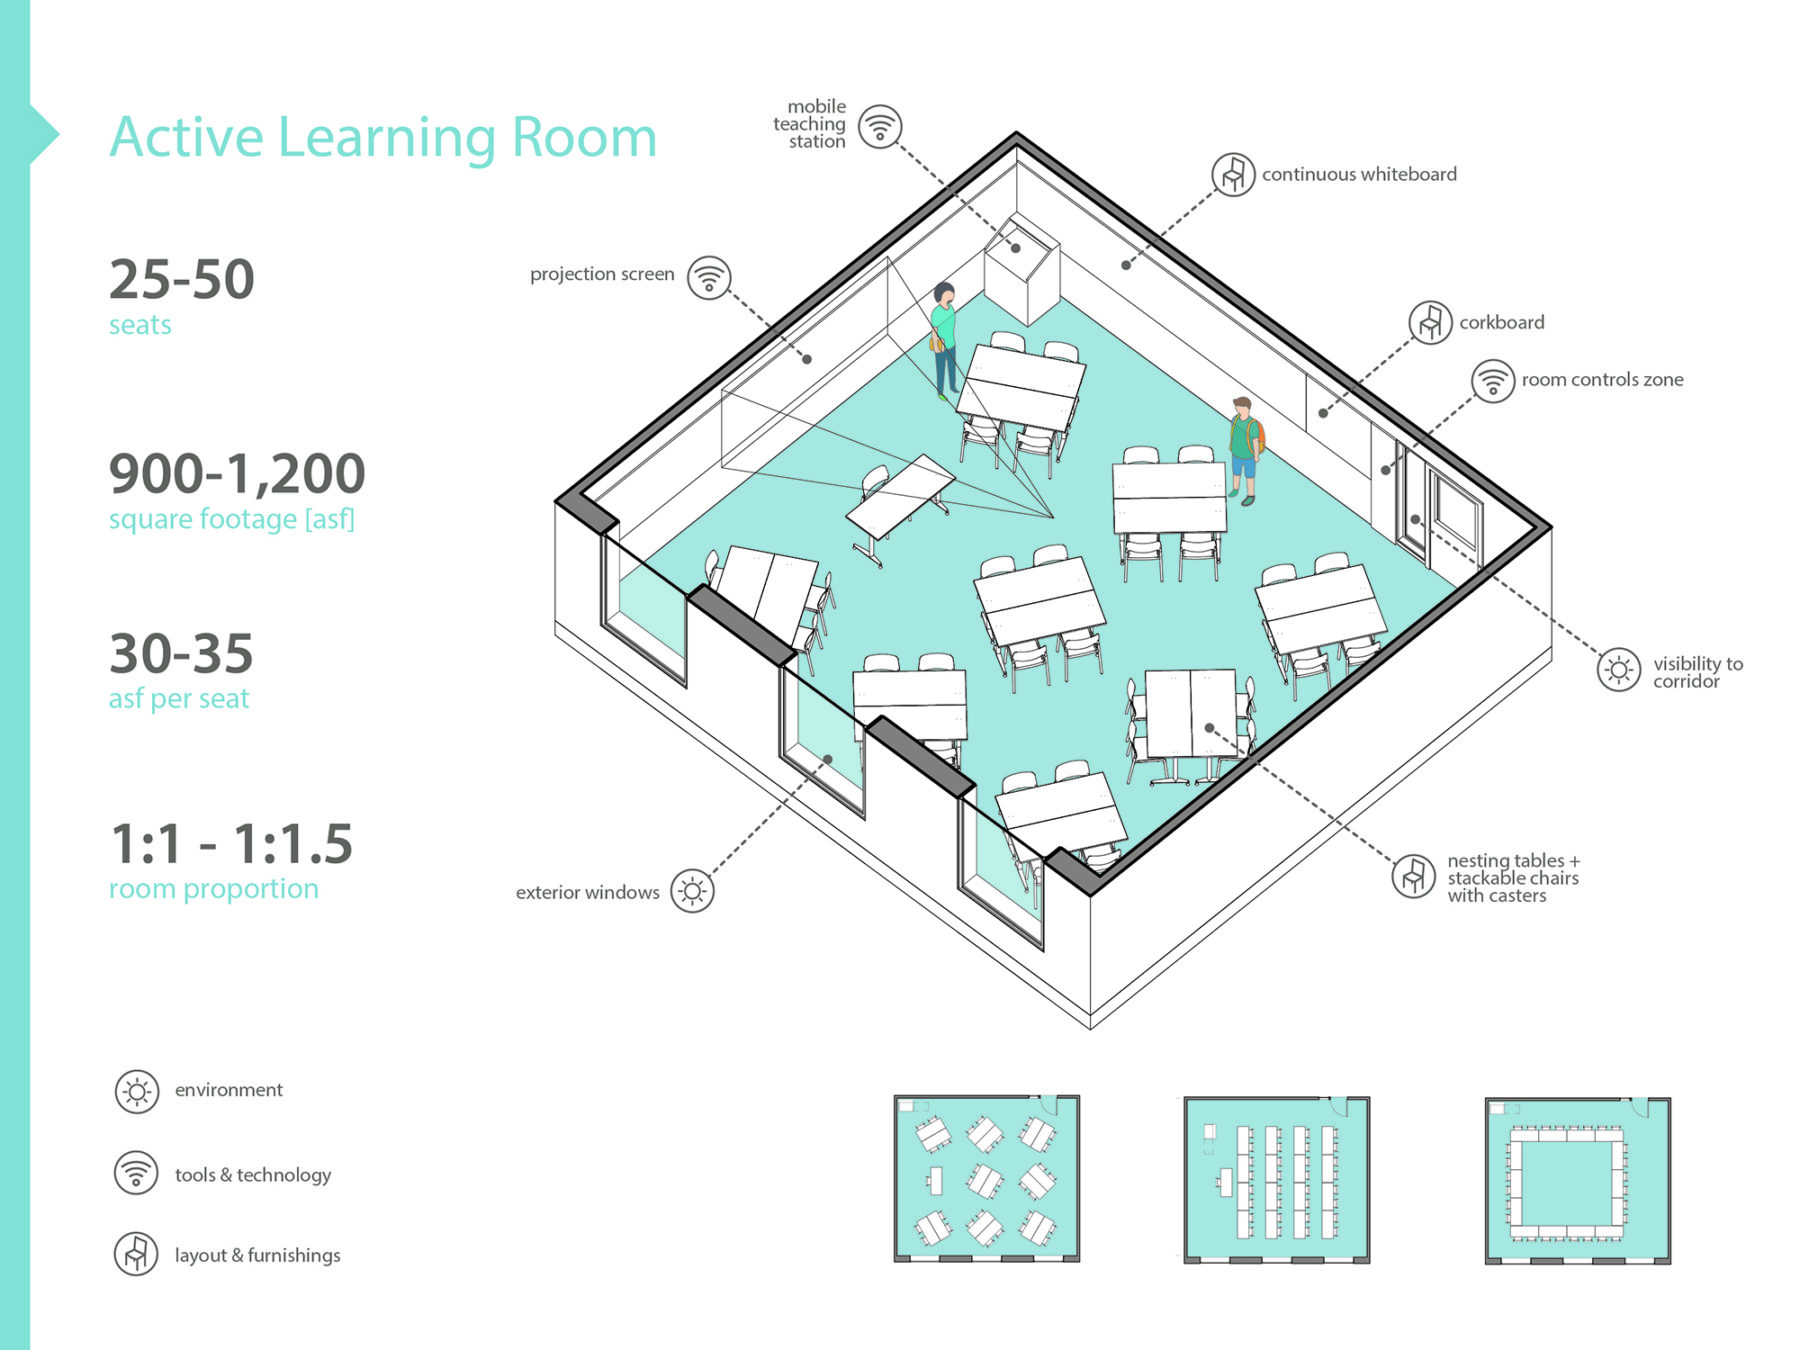 Active Learning Room
25-50
seats
900-1,200
square footage [asf]
30-35
asf per seat
1:1 - 1:1.5
room proportion
environment
tools & technology
layout & furnishings
mobile
teaching
station
continuous whiteboard
projection screen
corkboard
room controls zone
visibility to
corridor
exterior windows
nesting tables +
stackable chairs
with casters